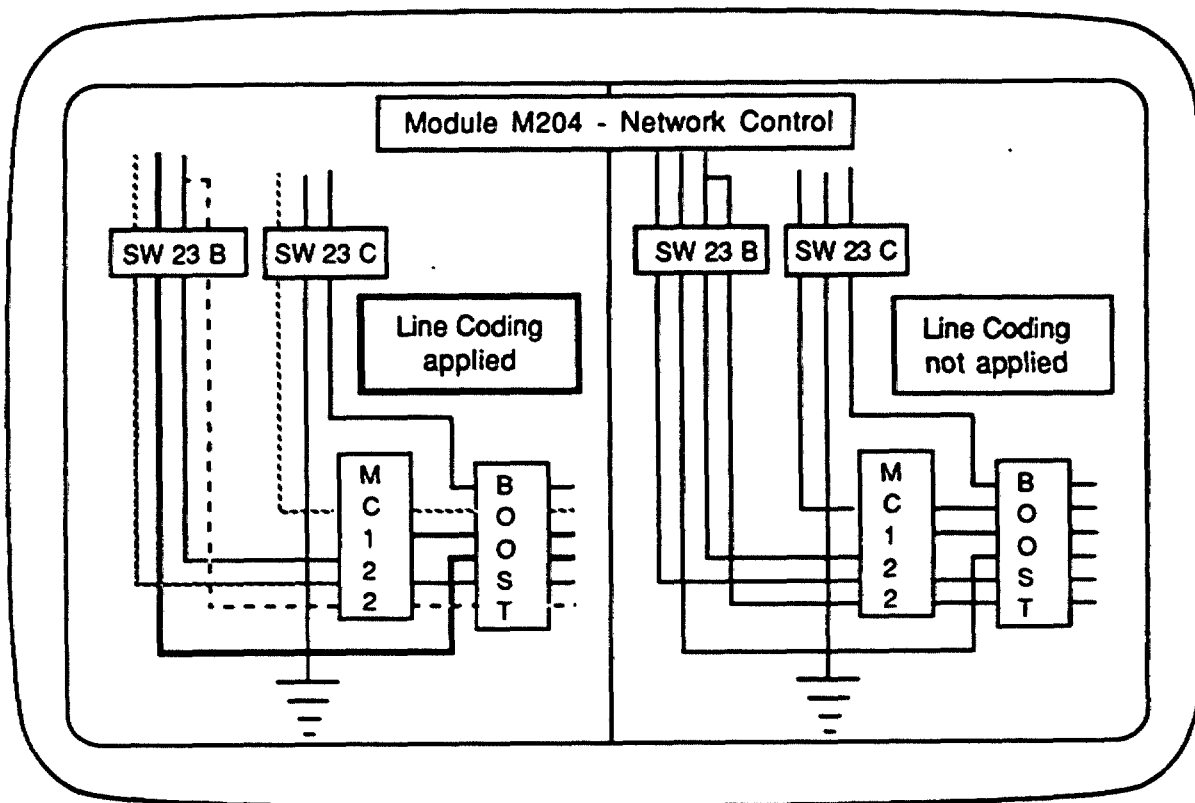 Module M204 - Network Control
SW 23 B
SW 23 C
Line Coding
applied
M
C
1
2
2
B
O
O
S
T
SW 23 B
SW 23 C
Line Coding
not applied
M
C
1
2
2
B
O
O
S
T